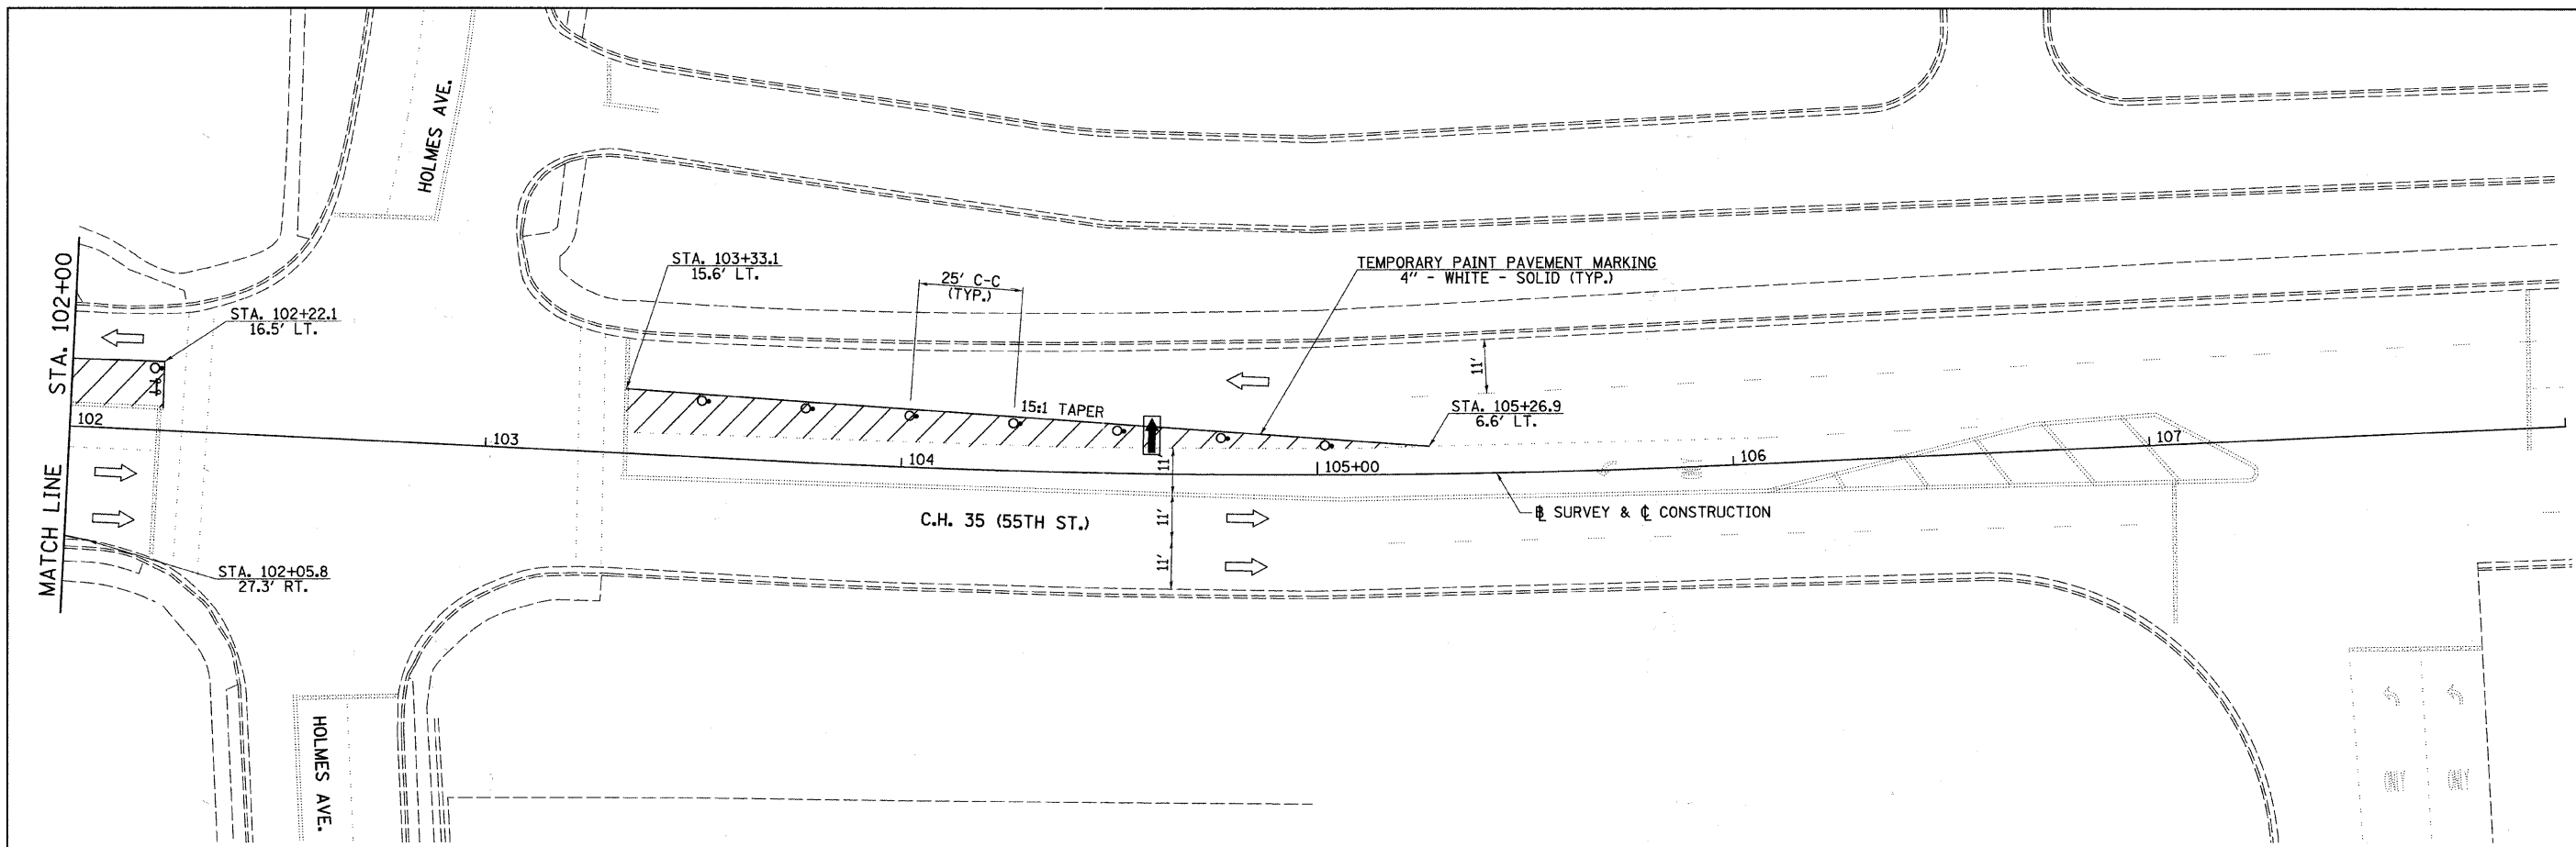 HOLMES AVE.
MATCH LINE STA. 102+00
STA. 102+22.1
16.5' LT.
STA. 103+33.1
15.6' LT.
25' C-C
(TYP.)
TEMPORARY PAINT PAVEMENT MARKING
4" - WHITE - SOLID (TYP.)
11'
15:1 TAPER
STA. 105+26.9
6.6' LT.
102
103
104
105+00
106
107
11'
11'
11'
C.H. 35 (55TH ST.)
℄ SURVEY & ℄ CONSTRUCTION
STA. 102+05.8
27.3' RT.
HOLMES AVE.
ONLY
ONLY